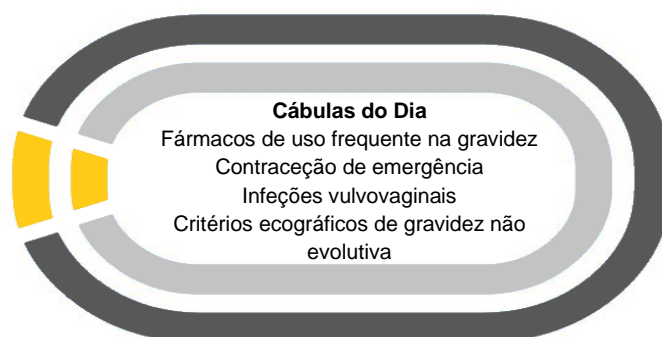 Cábulas do Dia
Fármacos de uso frequente na gravidez
Contraceção de emergência
Infeções vulvovaginais
Critérios ecográficos de gravidez não
evolutiva